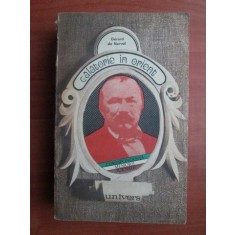 Gérard
de Nerval
călătorie în orient
univers